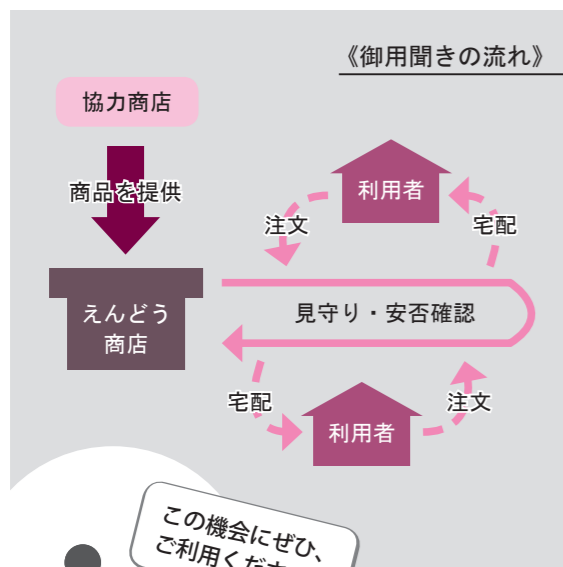 《御用聞きの流れ》
協力商店
商品を提供
利用者
注文
宅配
えんどう
商店
見守り・安否確認
宅配
注文
利用者
この機会にぜひ、
ご利用くだ